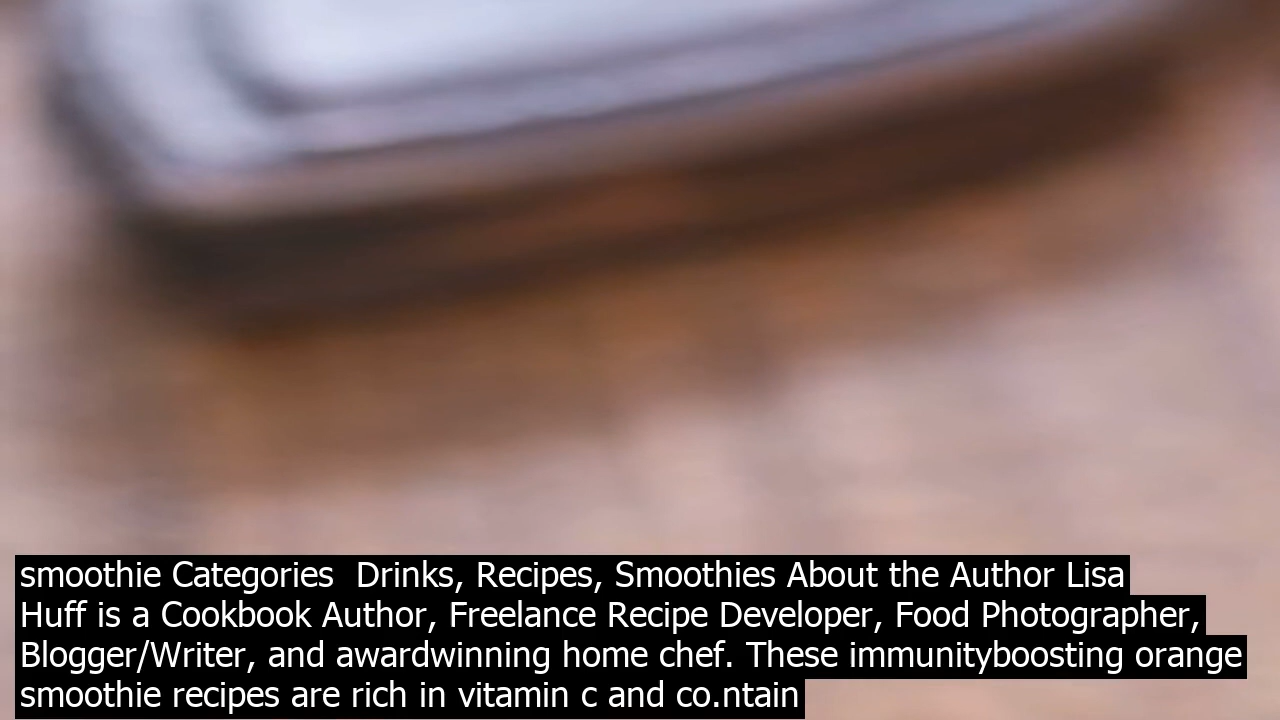 smoothie Categories  Drinks, Recipes, Smoothies About the Author Lisa
Huff is a Cookbook Author, Freelance Recipe Developer, Food Photographer,
Blogger/Writer, and awardwinning home chef. These immunityboosting orange
smoothie recipes are rich in vitamin c and co.ntain